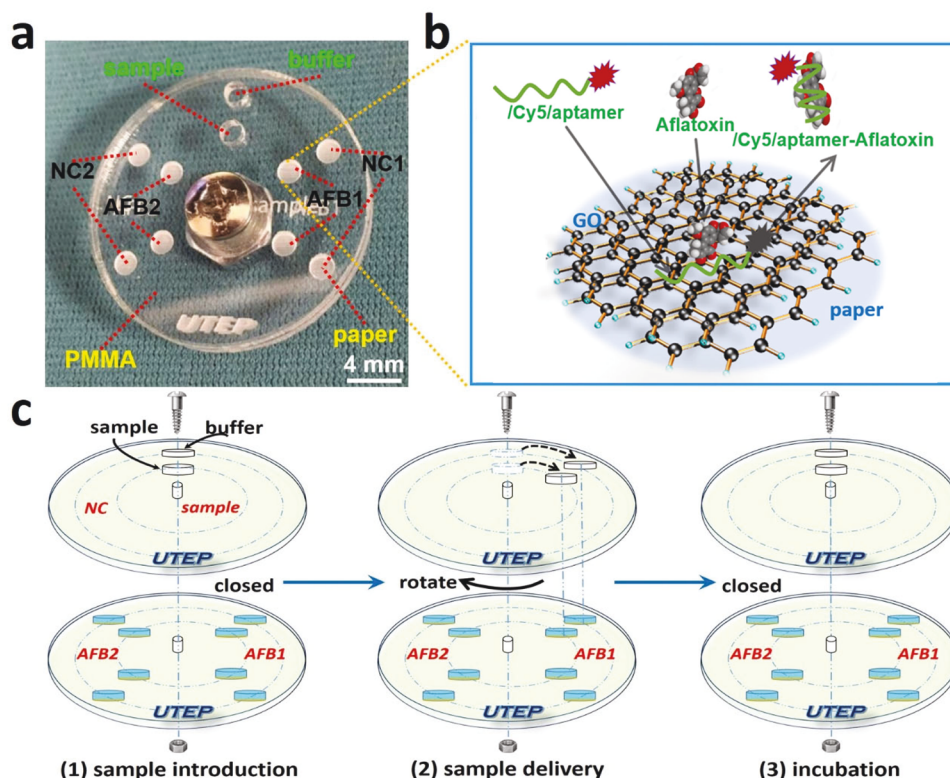 a
sample
buffer
NC2
NC1
AFB2
AFB1
UTEP
PMMA
paper
4 mm
b
/Cy5/aptamer
Aflatoxin
/Cy5/aptamer-Aflatoxin
GO
paper
c
sample
buffer
NC
sample
UTEP
closed
AFB2
AFB1
UTEP
(1) sample introduction
UTEP
rotate
AFB2
AFB1
UTEP
(2) sample delivery
UTEP
closed
AFB2
AFB1
UTEP
(3) incubation